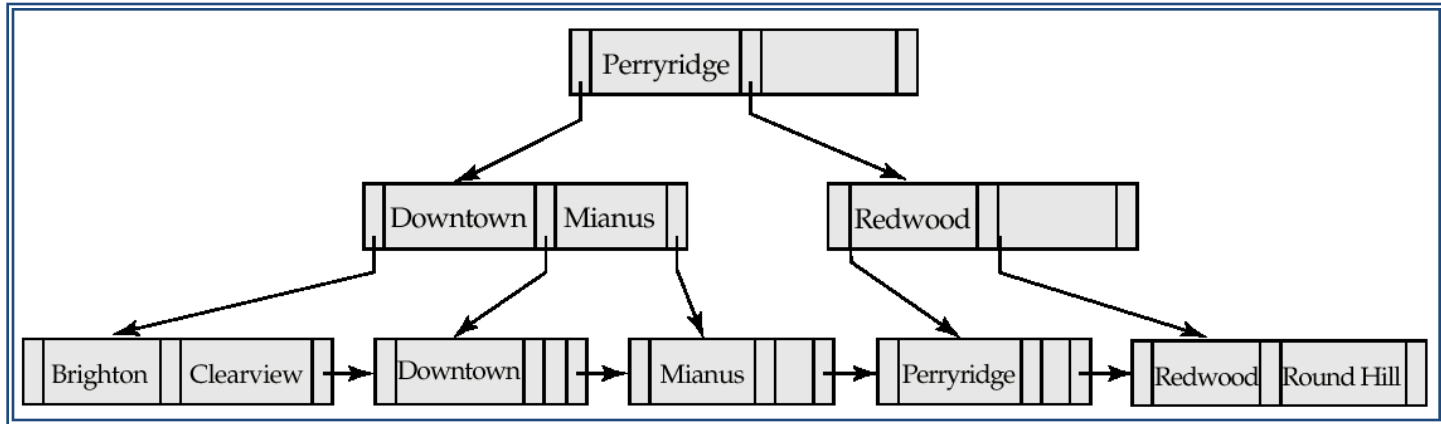 Perryridge
Downtown Mianus
Redwood
Brighton Clearview
Downtown
Mianus
Perryridge
Redwood Round Hill